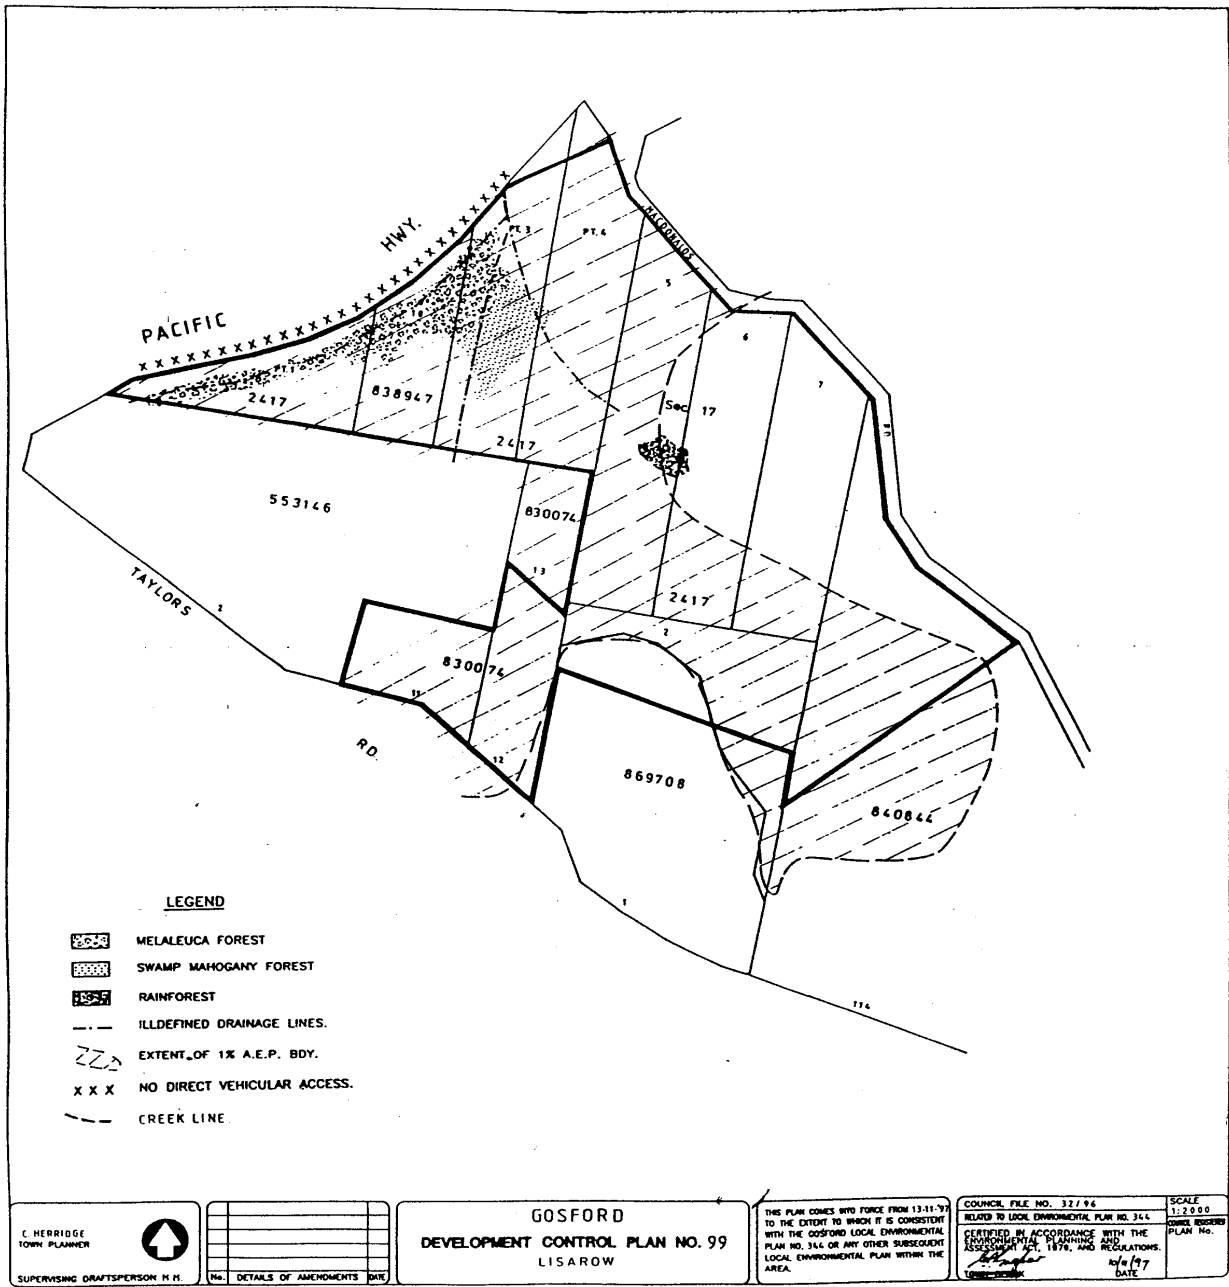 MACDONALDS
RD
HWY.
PACIFIC
PT.3
PT.4
5
6
7
PT.1
2417
838947
2417
Sec 17
553146
830074
13
TAYLORS
2
2417
2
830074
11
RD.
12
869708
840844
1
114
LEGEND
MELALEUCA FOREST
SWAMP MAHOGANY FOREST
RAINFOREST
ILLDEFINED DRAINAGE LINES.
EXTENT OF 1% A.E.P. BDY.
x x x NO DIRECT VEHICULAR ACCESS.
CREEK LINE.
C. HERRIDGE
TOWN PLANNER
SUPERVISING DRAFTSPERSON
No. DETAILS OF AMENDMENTS DATE
GOSFORD
DEVELOPMENT CONTROL PLAN NO. 99
LISAROW
THIS PLAN COMES INTO FORCE FROM 13-11-'97
TO THE EXTENT TO WHICH IT IS CONSISTENT
WITH THE GOSFORD LOCAL ENVIRONMENTAL
PLAN NO. 344 OR ANY OTHER SUBSEQUENT
LOCAL ENVIRONMENTAL PLAN WITHIN THE
AREA.
COUNCIL FILE NO. 32/96
RELATED TO LOCAL ENVIRONMENTAL PLAN NO. 344
CERTIFIED IN ACCORDANCE WITH THE
ENVIRONMENTAL PLANNING AND
ASSESSMENT ACT, 1979, AND REGULATIONS.
DATE
SCALE
1:2000
COUNCIL REGISTERED
PLAN No.